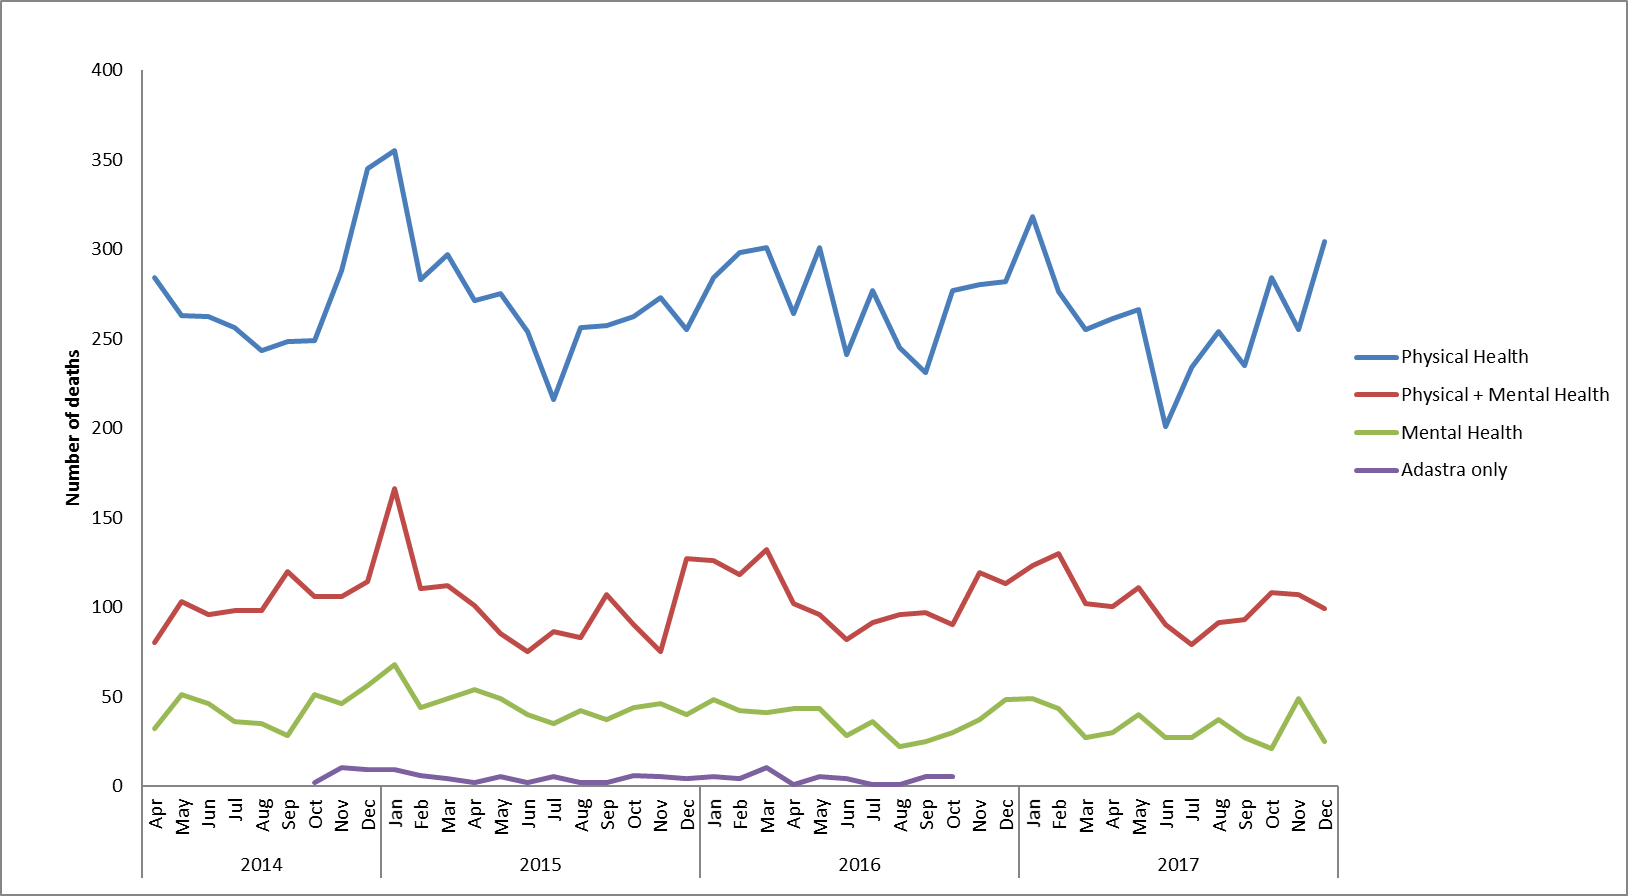 400
350
300
250
200
150
100
50
0
Number of deaths
Apr May Jun Jul Aug Sep Oct Nov Dec Jan Feb Mar Apr May Jun Jul Aug Sep Oct Nov Dec Jan Feb Mar Apr May Jun Jul Aug Sep Oct Nov Dec Jan Feb Mar Apr May Jun Jul Aug Sep Oct Nov Dec
2014 2015 2016 2017
Physical Health
Physical + Mental Health
Mental Health
Adastra only